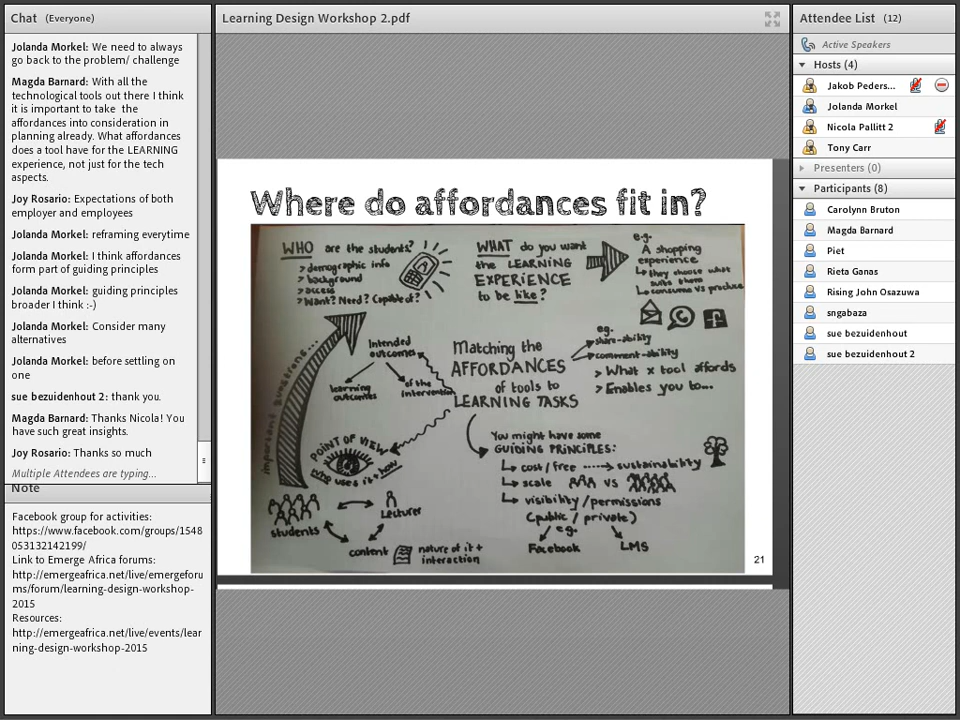 Chat (Everyone)
Jolanda Morkel: We need to always
go back to the problem/ challenge
Magda Barnard: With all the
technological tools out there I think
it is important to take the
affordances into consideration in
planning already. What affordances
does a tool have for the LEARNING
experience, not just for the tech
aspects.
Joy Rosario: Expectations of both
employer and employees
Jolanda Morkel: reframing everytime
Jolanda Morkel: I think affordances
form part of guiding principles
Jolanda Morkel: guiding principles
broader I think :-)
Jolanda Morkel: Consider many
alternatives
Jolanda Morkel: before settling on
one
sue bezuidenhout 2: thank you.
Magda Barnard: Thanks Nicola! You
have such great insights.
Joy Rosario: Thanks so much
Multiple Attendees are typing...
Note
Facebook group for activities:
https://www.facebook.com/groups/1548
053132142199/
Link to Emerge Africa forums:
http://emergeafrica.net/live/emergeforu
ms/forum/learning-design-workshop-
2015
Resources:
http://emergeafrica.net/live/events/lear
ning-design-workshop-2015
Learning Design Workshop 2.pdf
Where do affordances fit in?
WHO are the students?
> demographic info
> background
> access
> Want? Need? Capable of?
WHAT do you want
the LEARNING
EXPERIENCE
to be like?
e.g.
A shopping
experience
they choose what
suits them
consume vs produce
important questions...
Intended
outcomes
learning
outcomes
of the
intervention
Matching the
AFFORDANCES
of tools to
LEARNING TASKS
eg.
share-ability
comment-ability
> What x tool affords
> Enables you to...
POINT OF VIEW
who uses it + how
students
Lecturer
content
nature of it +
interaction
You might have some
GUIDING PRINCIPLES:
cost/free sustainability
scale VS
visibility/permissions
(public / private)
eg.
Facebook LMS
21
Attendee List (12)
Active Speakers
Hosts (4)
Jakob Peders...
Jolanda Morkel
Nicola Pallitt 2
Tony Carr
Presenters (0)
Participants (8)
Carolynn Bruton
Magda Barnard
Piet
Rieta Ganas
Rising John Osazuwa
sngabaza
sue bezuidenhout
sue bezuidenhout 2